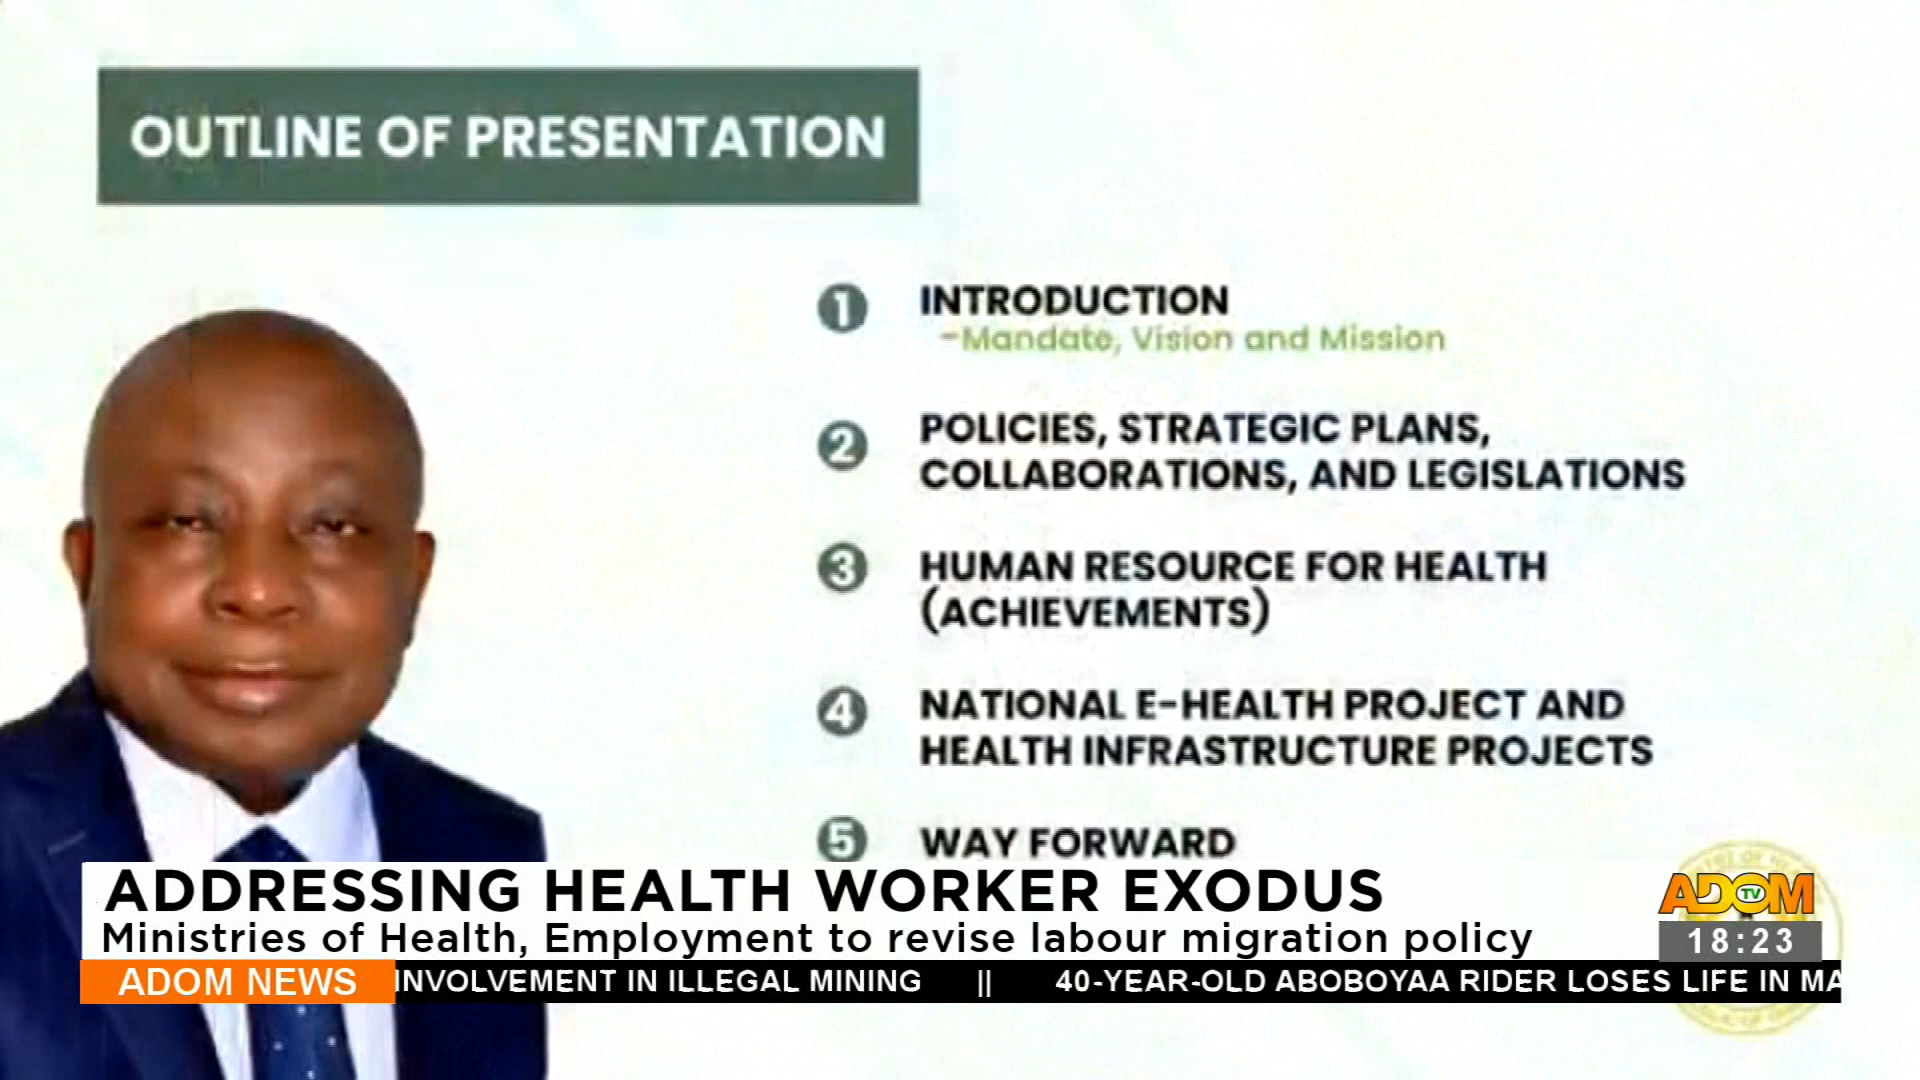 OUTLINE OF PRESENTATION
1 INTRODUCTION
-Mandate, Vision and Mission
2 POLICIES, STRATEGIC PLANS,
COLLABORATIONS, AND LEGISLATIONS
3 HUMAN RESOURCE FOR HEALTH
(ACHIEVEMENTS)
4 NATIONAL E-HEALTH PROJECT AND
HEALTH INFRASTRUCTURE PROJECTS
5 WAY FORWARD
ADDRESSING HEALTH WORKER EXODUS
Ministries of Health, Employment to revise labour migration policy
ADOM TV
18:23
ADOM NEWS INVOLVEMENT IN ILLEGAL MINING || 40-YEAR-OLD ABOBOYAA RIDER LOSES LIFE IN MA